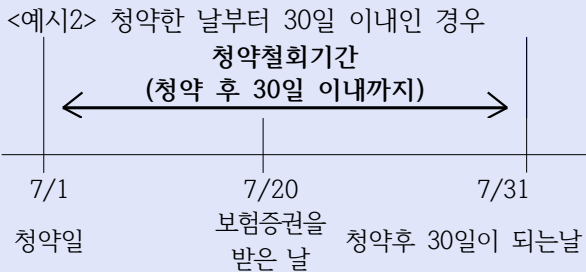 <예시2> 청약한 날부터 30일 이내인 경우
청약철회기간
(청약 후 30일 이내까지)
7/1 7/20 7/31
청약일 보험증권을 받은 날 청약후 30일이 되는날